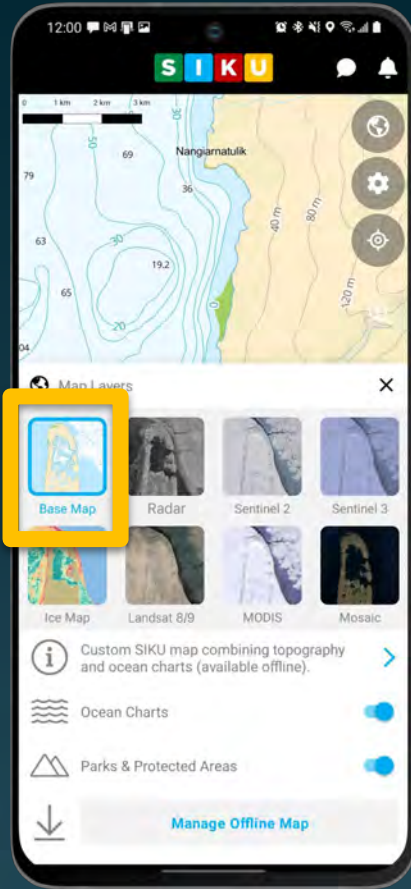 12:00
SIKU
0 1 km 2 km 3 km
30
50
69
Nangiarnatulik
79
36
40 m
80 m
63
30
19.2
65
0
120 m
20
04
Map Layers
Base Map Radar Sentinel 2 Sentinel 3
Ice Map Landsat 8/9 MODIS Mosaic
Custom SIKU map combining topography
and ocean charts (available offline).
Ocean Charts
Parks & Protected Areas
Manage Offline Map